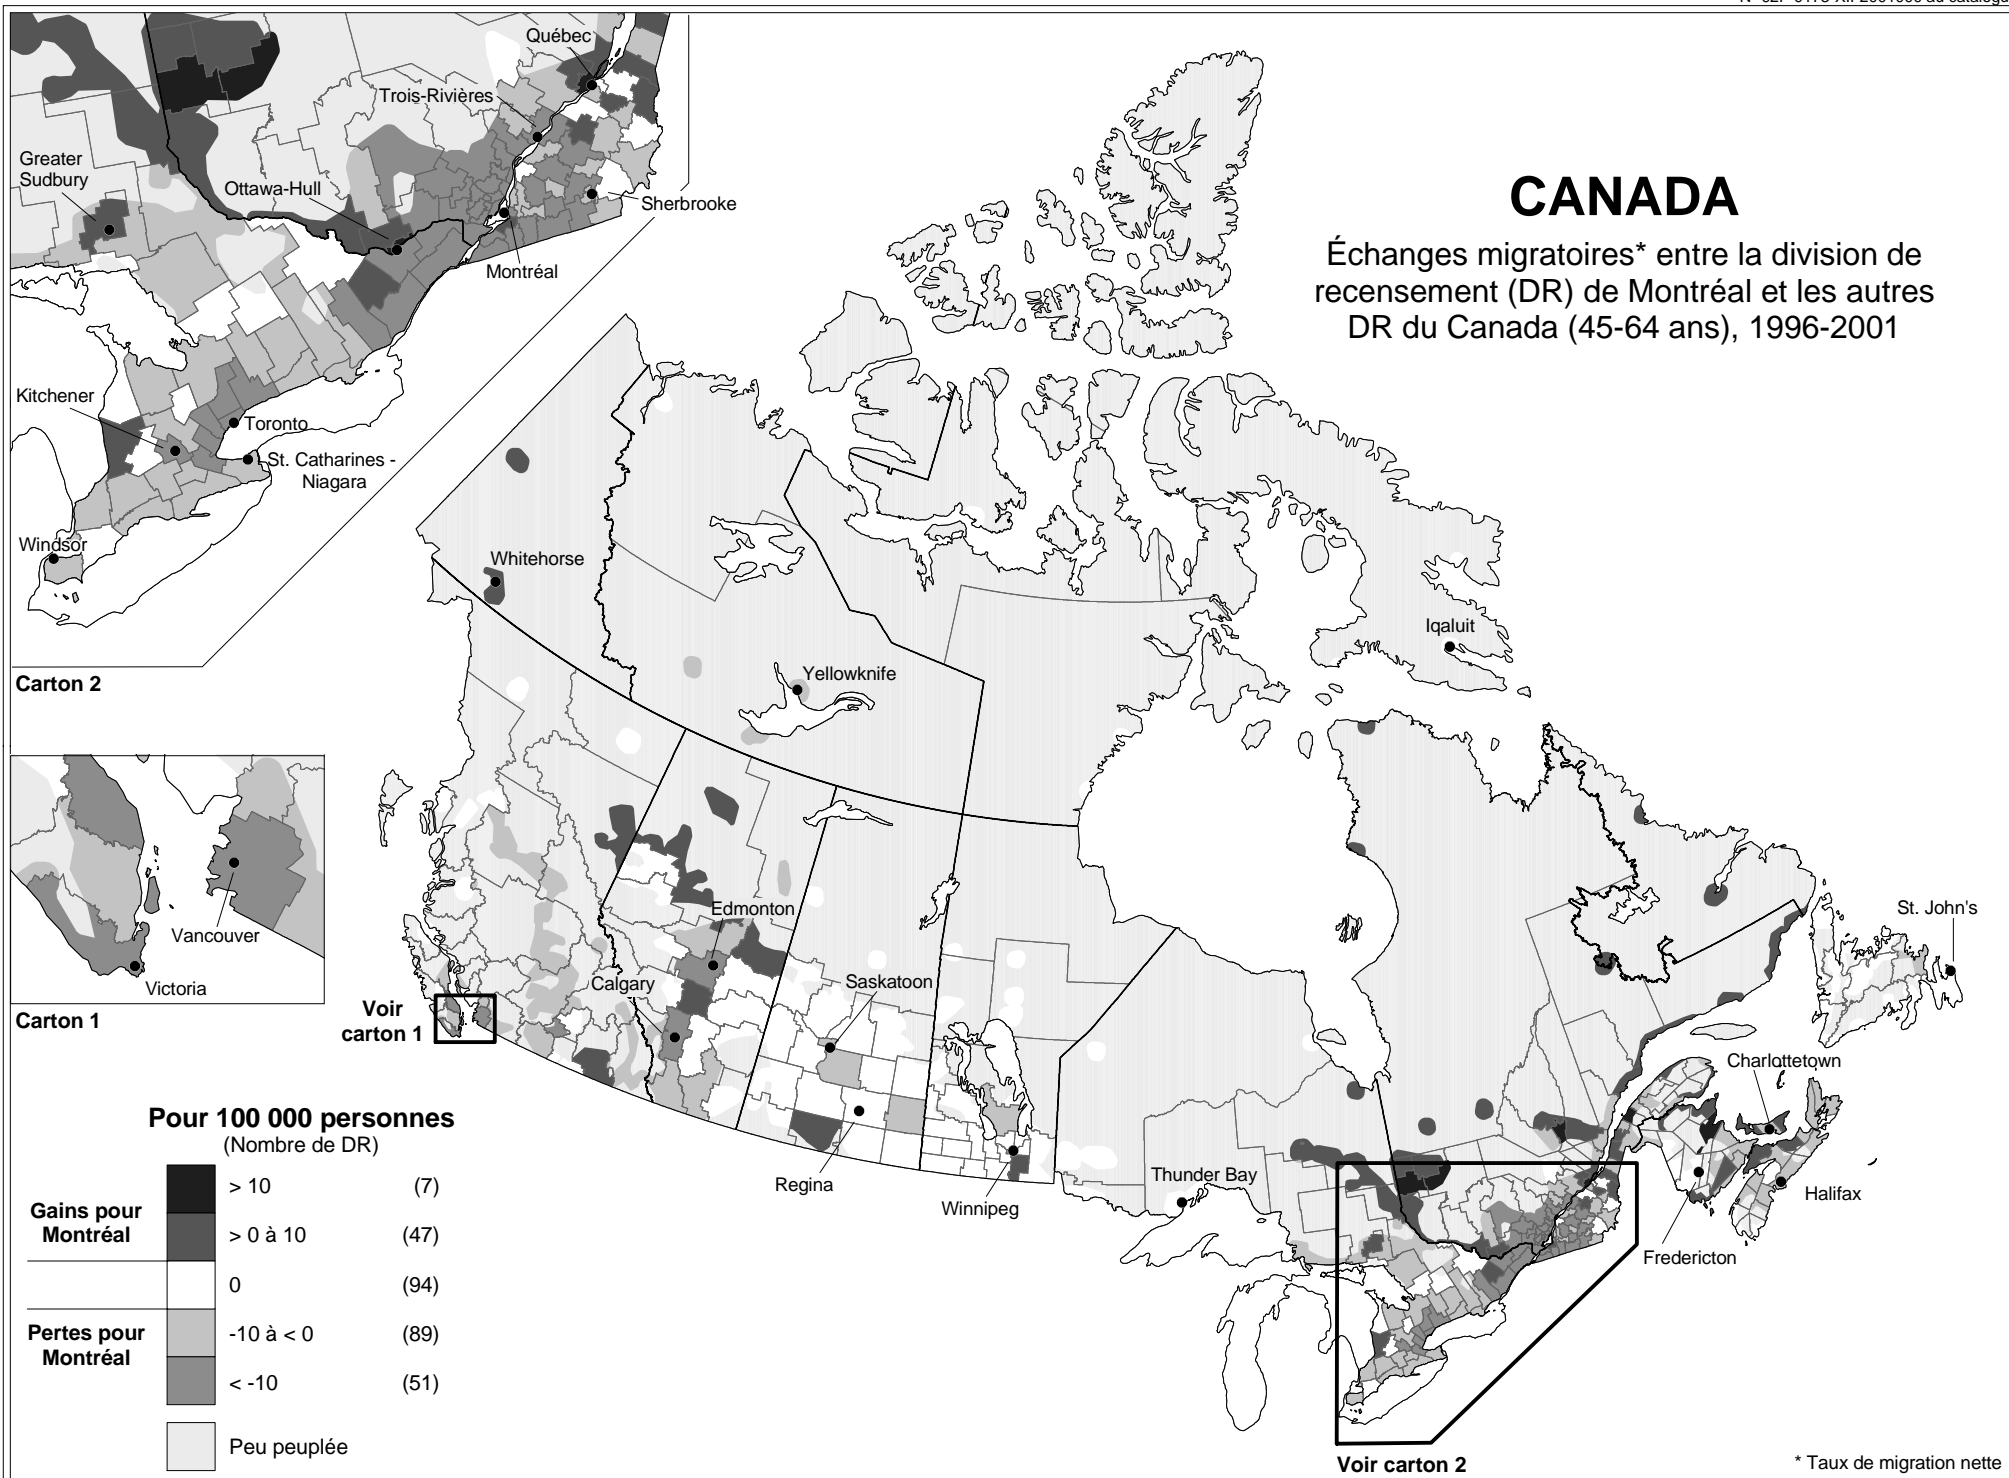 CANADA
Échanges migratoires* entre la division de
recensement (DR) de Montréal et les autres
DR du Canada (45-64 ans), 1996-2001
Québec
Trois-Rivières
Greater
Sudbury
Ottawa-Hull
Sherbrooke
Montréal
Kitchener
Toronto
St. Catharines -
Niagara
Windsor
Carton 2
Vancouver
Victoria
Carton 1
Whitehorse
Yellowknife
Iqaluit
Edmonton
Calgary
Saskatoon
Regina
Winnipeg
Thunder Bay
St. John's
Charlottetown
Halifax
Fredericton
Voir
carton 1
Voir carton 2
Pour 100 000 personnes
(Nombre de DR)
Gains pour
Montréal
> 10 (7)
> 0 à 10 (47)
0 (94)
Pertes pour
Montréal
-10 à < 0 (89)
< -10 (51)
Peu peuplée
* Taux de migration nette